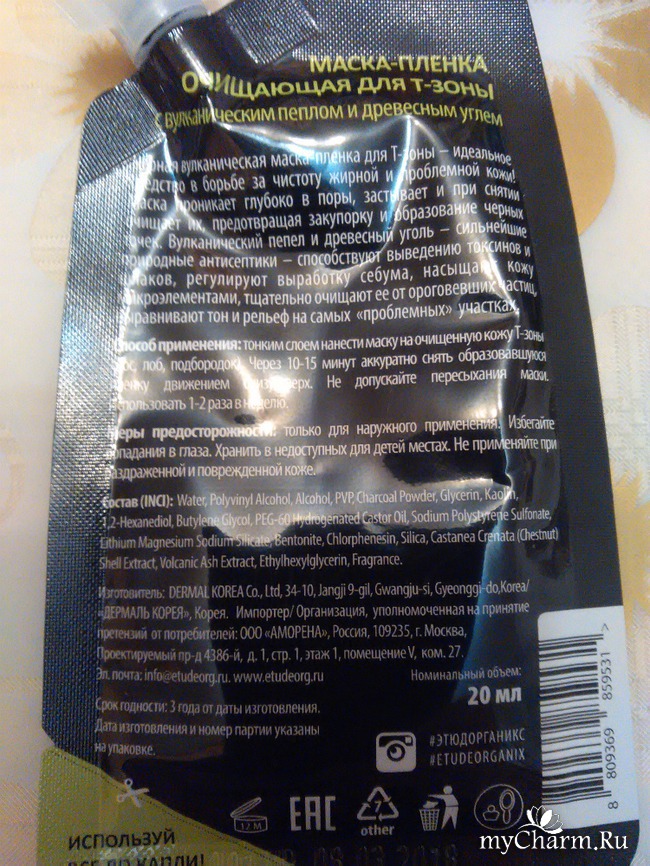 МАСКА-ПЛЕНКА
ОЧИЩАЮЩАЯ ДЛЯ Т-ЗОНЫ
с вулканическим пеплом и древесным углем
вулканическая маска-пленка для Т-зоны – идеальное
в борьбе за чистоту жирной и проблемной кожи!
проникает глубоко в поры, застывает и при снятии
их, предотвращая закупорку и образование черных
Вулканический пепел и древесный уголь – сильнейшие
природные антисептики – способствуют выведению токсинов и
регулируют выработку себума, насыщают кожу
микроэлементами, тщательно очищают ее от ороговевших частиц,
выравнивают тон и рельеф на самых «проблемных» участках.
Способ применения: тонким слоем нанести маску на очищенную кожу Т-зоны
лоб, подбородок). Через 10-15 минут аккуратно снять образовавшуюся
пленку движением Не допускайте пересыхания маски.
Использовать 1-2 раза в неделю.
Меры предосторожности: только для наружного применения. Избегайте
попадания в глаза. Хранить в недоступных для детей местах. Не применяйте при
раздраженной и поврежденной коже.
Состав (INCI): Water, Polyvinyl Alcohol, Alcohol, PVP, Charcoal Powder, Glycerin, Kaolin,
1,2-Hexanediol, Butylene Glycol, PEG-60 Hydrogenated Castor Oil, Sodium Polystyrene Sulfonate,
Lithium Magnesium Sodium Silicate, Bentonite, Chlorphenesin, Silica, Castanea Crenata (Chestnut)
Shell Extract, Volcanic Ash Extract, Ethylhexylglycerin, Fragrance.
Изготовитель: DERMAL KOREA Co., Ltd, 34-10, Jangji 9-gil, Gwangju-si, Gyeonggi-do,Korea/
«ДЕРМАЛЬ КОРЕЯ», Корея. Импортер/ Организация, уполномоченная на принятие
претензий от потребителей: ООО «АМОРЕНА», Россия, 109235, г. Москва,
Проектируемый пр-д 4386-й, д. 1, стр. 1, этаж 1, помещение V, ком. 27.
Эл. почта: info@etudeorg.ru. www.etudeorg.ru
Номинальный объем:
20 мл
Срок годности: 3 года от даты изготовления.
Дата изготовления и номер партии указаны
на упаковке.
#ЭТЮДОРГАНИКС
#ETUDEORGANIX
8 809369 859531 >
12 M
EAC
7
other
ИСПОЛЬЗУЙ
ВСЕ ДО КАПЛИ!
myCharm.Ru